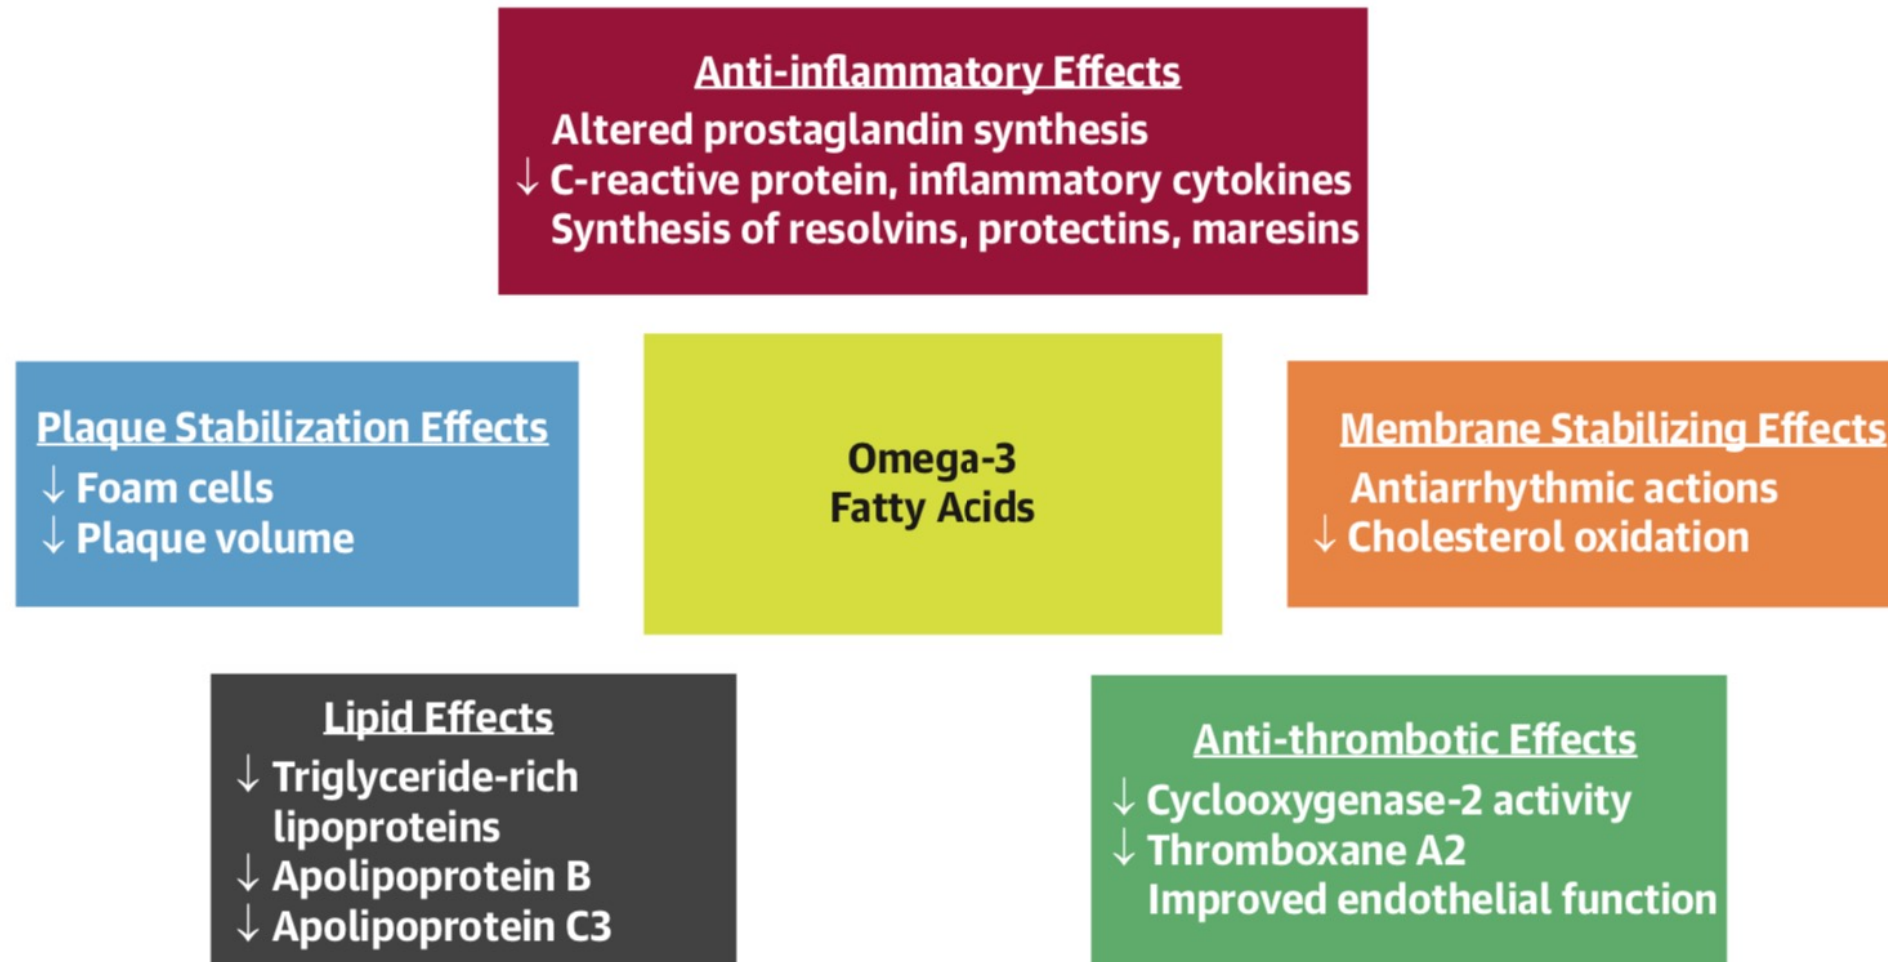 Anti-inflammatory Effects
Altered prostaglandin synthesis
↓ C-reactive protein, inflammatory cytokines
Synthesis of resolvins, protectins, maresins
Plaque Stabilization Effects
↓ Foam cells
↓ Plaque volume
Omega-3
Fatty Acids
Membrane Stabilizing Effects
Antiarrhythmic actions
↓ Cholesterol oxidation
Lipid Effects
↓ Triglyceride-rich
lipoproteins
↓ Apolipoprotein B
↓ Apolipoprotein C3
Anti-thrombotic Effects
↓ Cyclooxygenase-2 activity
↓ Thromboxane A2
Improved endothelial function